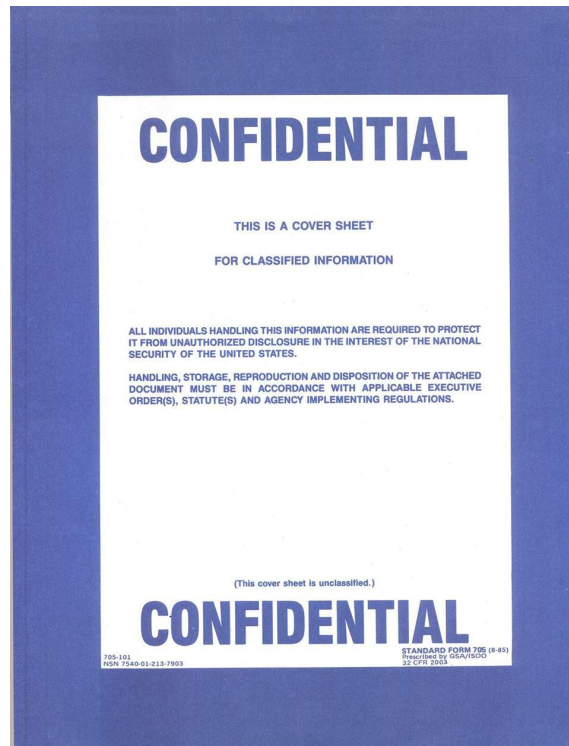 CONFIDENTIAL
THIS IS A COVER SHEET
FOR CLASSIFIED INFORMATION
ALL INDIVIDUALS HANDLING THIS INFORMATION ARE REQUIRED TO PROTECT
IT FROM UNAUTHORIZED DISCLOSURE IN THE INTEREST OF THE NATIONAL
SECURITY OF THE UNITED STATES.
HANDLING, STORAGE, REPRODUCTION AND DISPOSITION OF THE ATTACHED
DOCUMENT MUST BE IN ACCORDANCE WITH APPLICABLE EXECUTIVE
ORDER(S), STATUTE(S) AND AGENCY IMPLEMENTING REGULATIONS.
(This cover sheet is unclassified.)
CONFIDENTIAL
705-101
NSN 7540-01-213-7903
STANDARD FORM 705 (8-85)
Prescribed by GSA/ISOO
32 CFR 2003